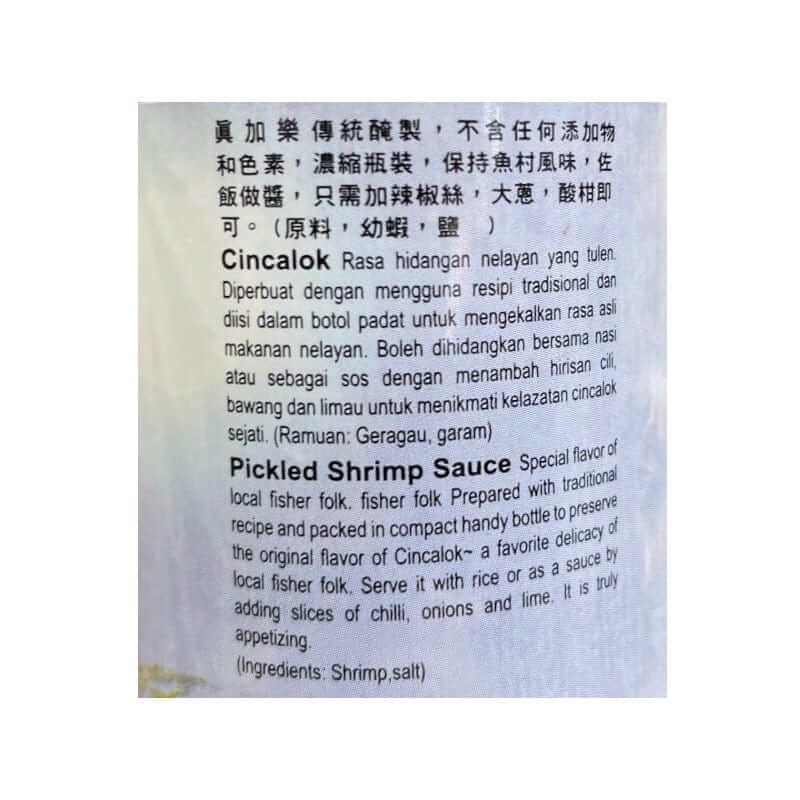 眞加樂傳統醃製，不含任何添加物
和色素，濃縮瓶裝，保持魚村風味，佐
飯做醬，只需加辣椒絲，大蔥，酸柑即
可。(原料，幼蝦，鹽　)
Cincalok Rasa hidangan nelayan yang tulen.
Diperbuat dengan mengguna resipi tradisional dan
diisi dalam botol padat untuk mengekalkan rasa asli
makanan nelayan. Boleh dihidangkan bersama nasi
atau sebagai sos dengan menambah hirisan cili,
bawang dan limau untuk menikmati kelazatan cincalok
sejati. (Ramuan: Geragau, garam)
Pickled Shrimp Sauce Special flavor of
local fisher folk. fisher folk Prepared with traditional
recipe and packed in compact handy bottle to preserve
the original flavor of Cincalok~ a favorite delicacy of
local fisher folk. Serve it with rice or as a sauce by
adding slices of chilli, onions and lime. It is truly
appetizing.
(Ingredients: Shrimp,salt)